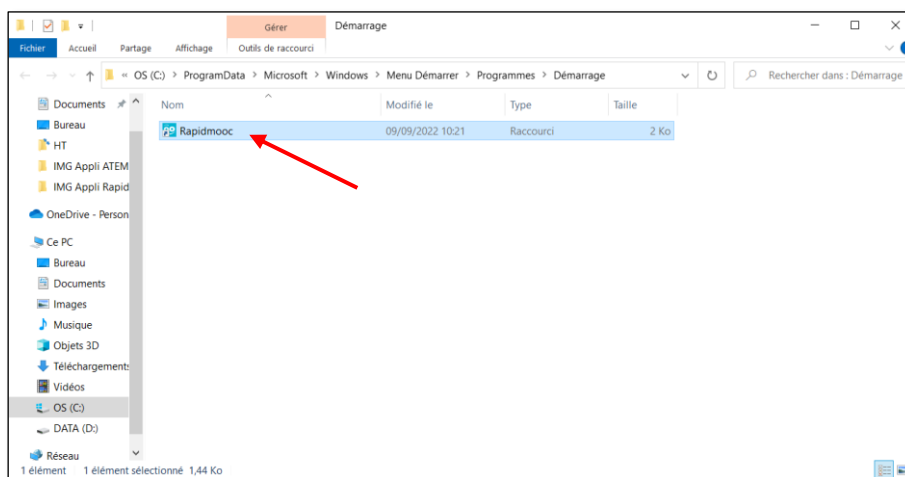 Gérer Démarrage
Fichier Accueil Partage Affichage Outils de raccourci
« OS (C:) > ProgramData > Microsoft > Windows > Menu Démarrer > Programmes > Démarrage Rechercher dans : Démarrage
Nom Modifié le Type Taille
Rapidmooc 09/09/2022 10:21 Raccourci 2 Ko
Documents
Bureau
HT
IMG Appli ATEM
IMG Appli Rapid
OneDrive - Person
Ce PC
Bureau
Documents
Images
Musique
Objets 3D
Téléchargements
Vidéos
OS (C:)
DATA (D:)
Réseau
1 élément 1 élément sélectionné 1,44 Ko